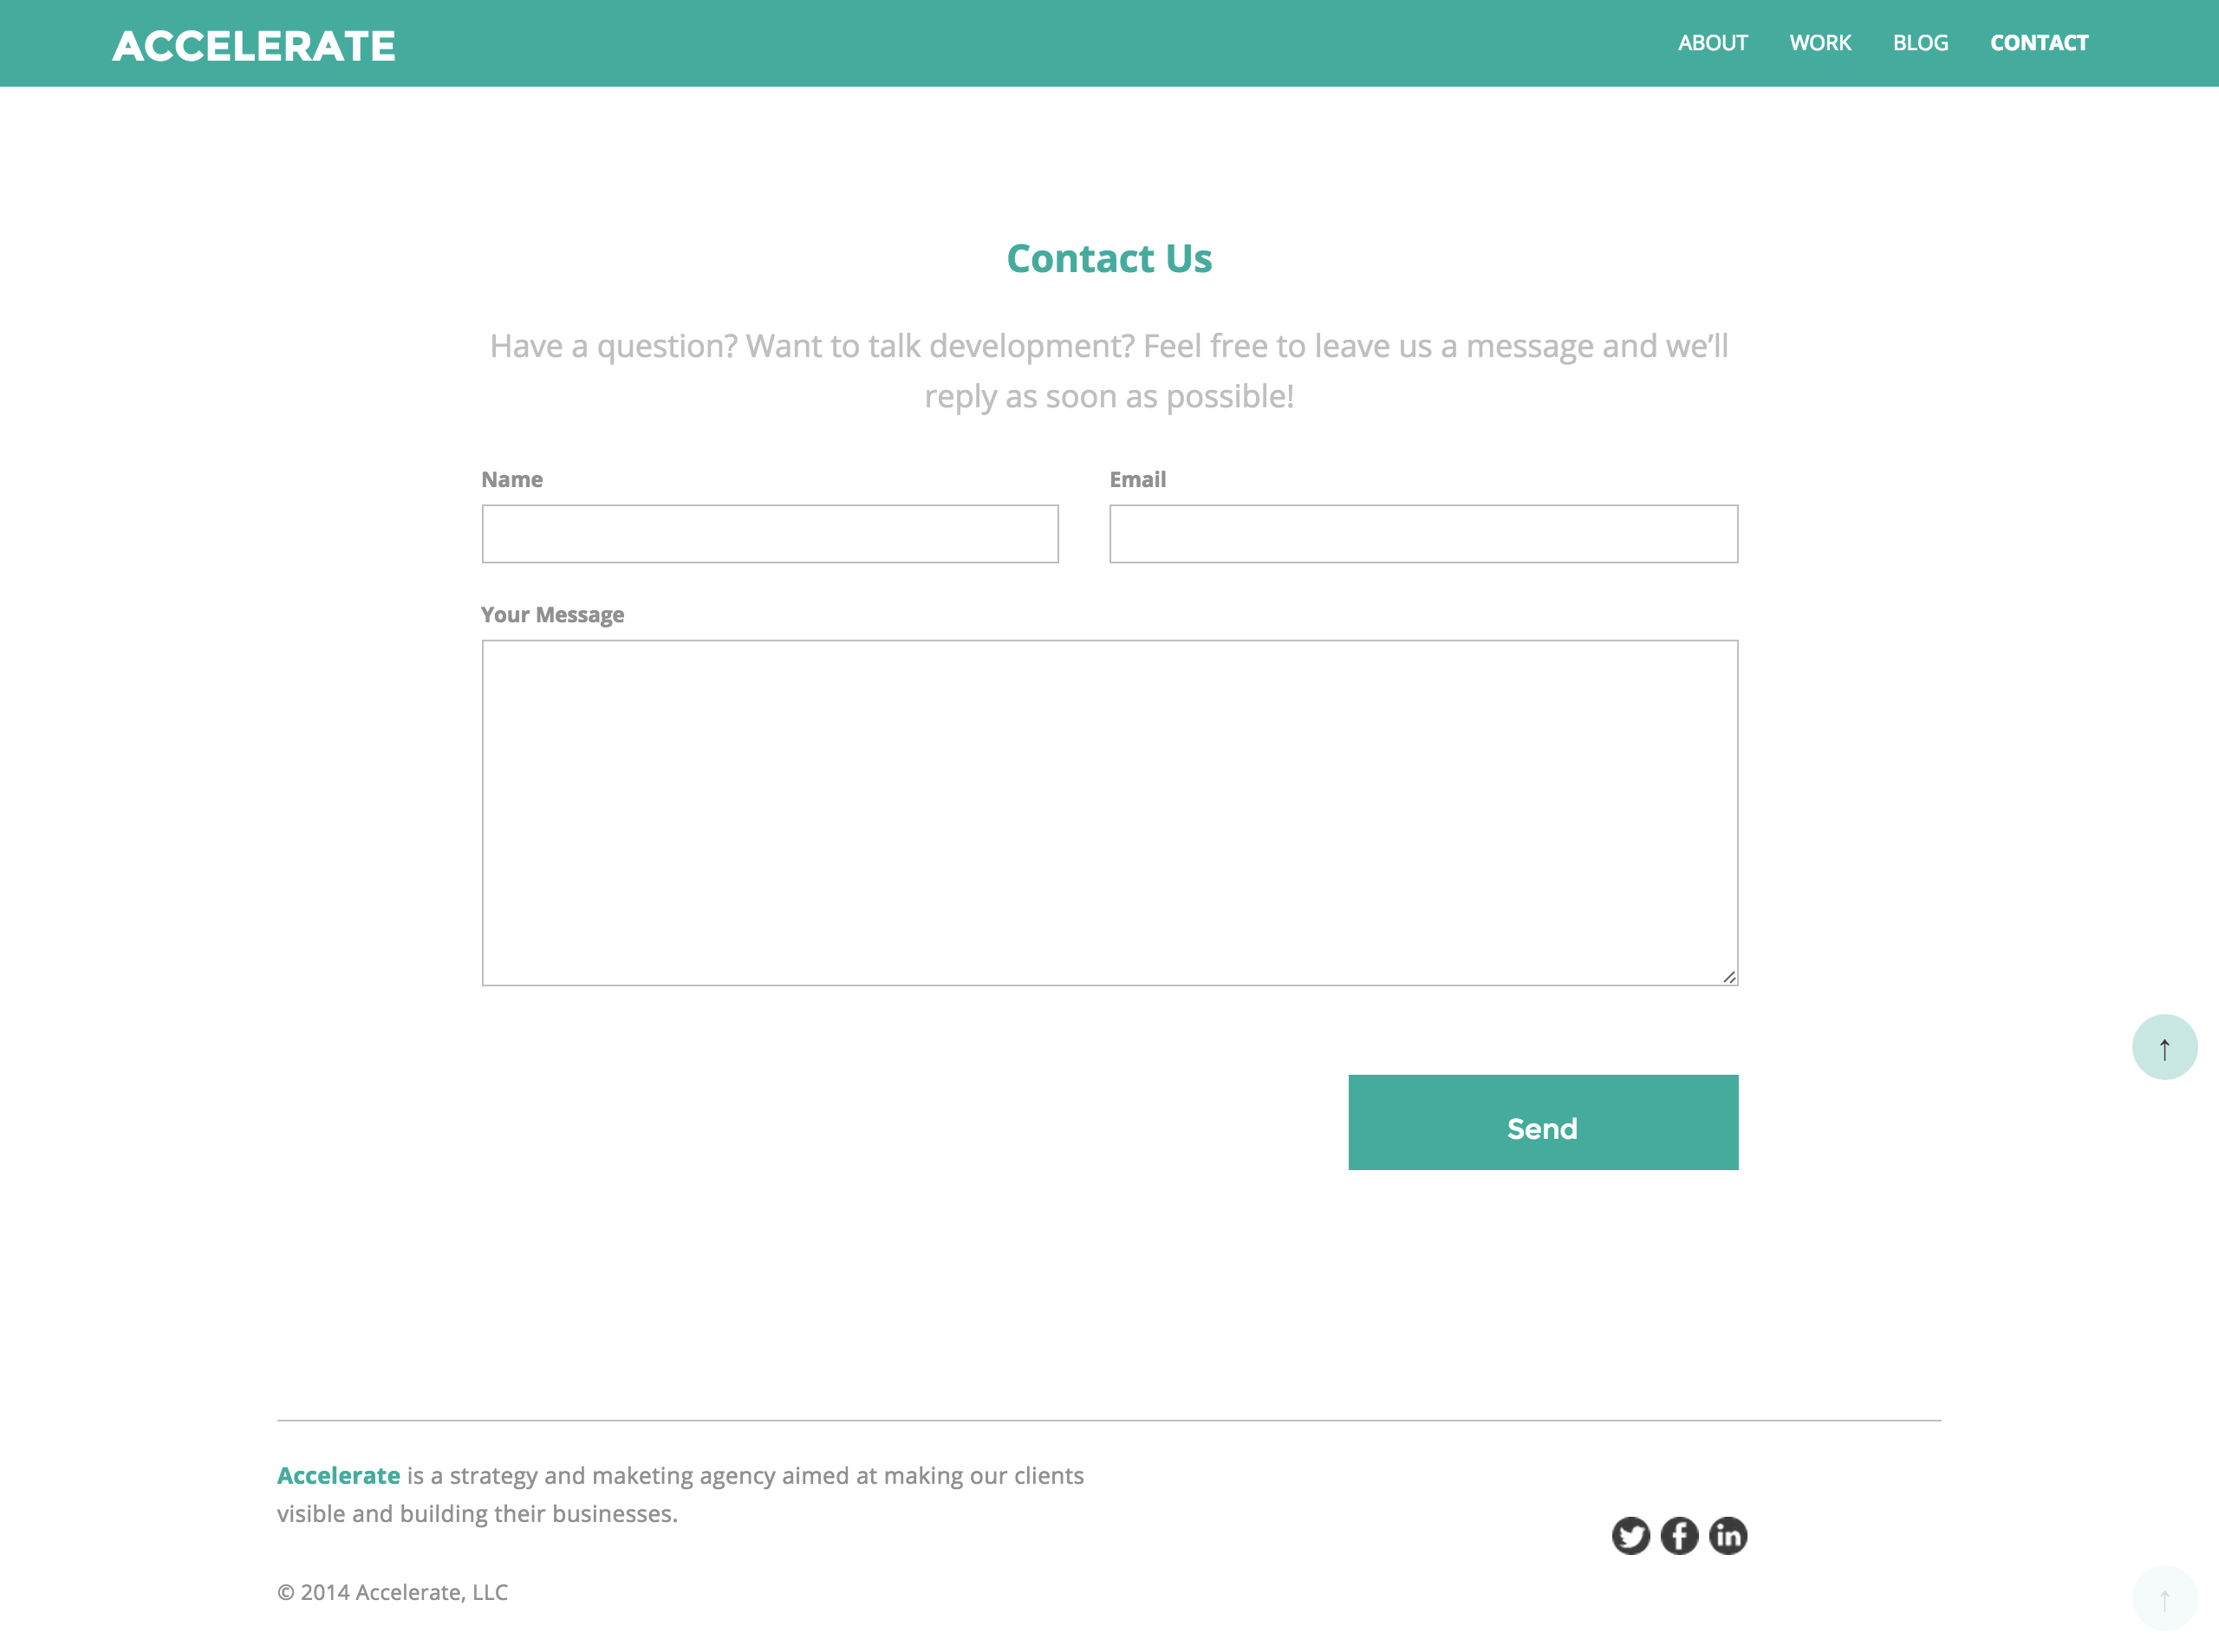 ACCELERATE
ABOUT WORK BLOG CONTACT
Contact Us
Have a question? Want to talk development? Feel free to leave us a message and we’ll
reply as soon as possible!
Name
Email
Your Message
↑
Send
Accelerate is a strategy and maketing agency aimed at making our clients
visible and building their businesses.
© 2014 Accelerate, LLC
↑